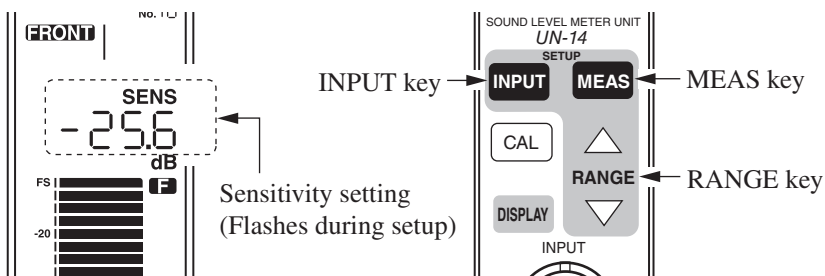 FRONT
SENS
-25.6
dB
FS
F
-20
Sensitivity setting
(Flashes during setup)
SOUND LEVEL METER UNIT
UN-14
SETUP
INPUT key
INPUT
MEAS
MEAS key
CAL
RANGE
RANGE key
DISPLAY
INPUT